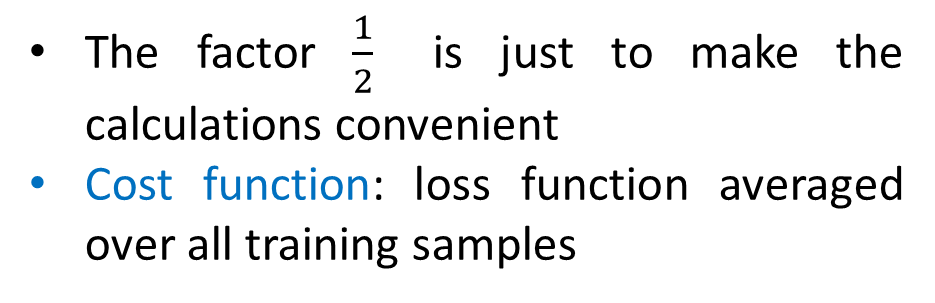 • The factor 1/2 is just to make the
calculations convenient
• Cost function: loss function averaged
over all training samples